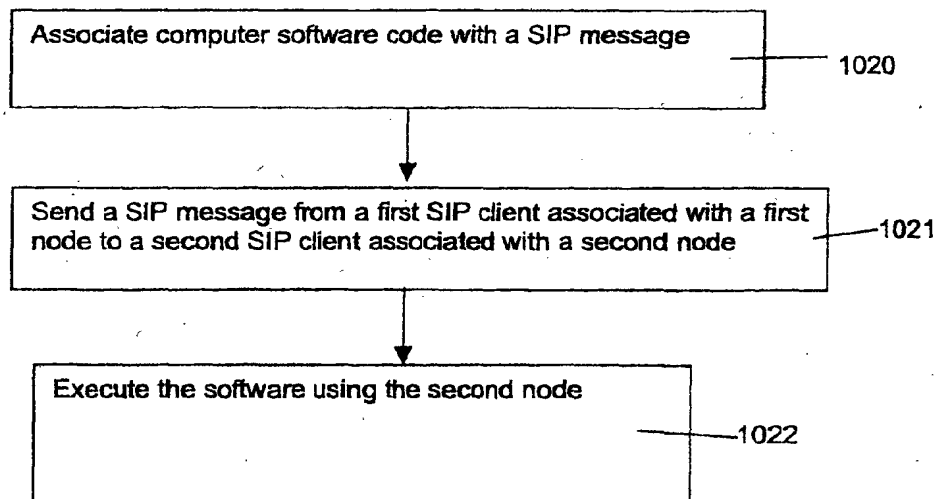 Associate computer software code with a SIP message
1020
Send a SIP message from a first SIP client associated with a first
node to a second SIP client associated with a second node
1021
Execute the software using the second node
1022